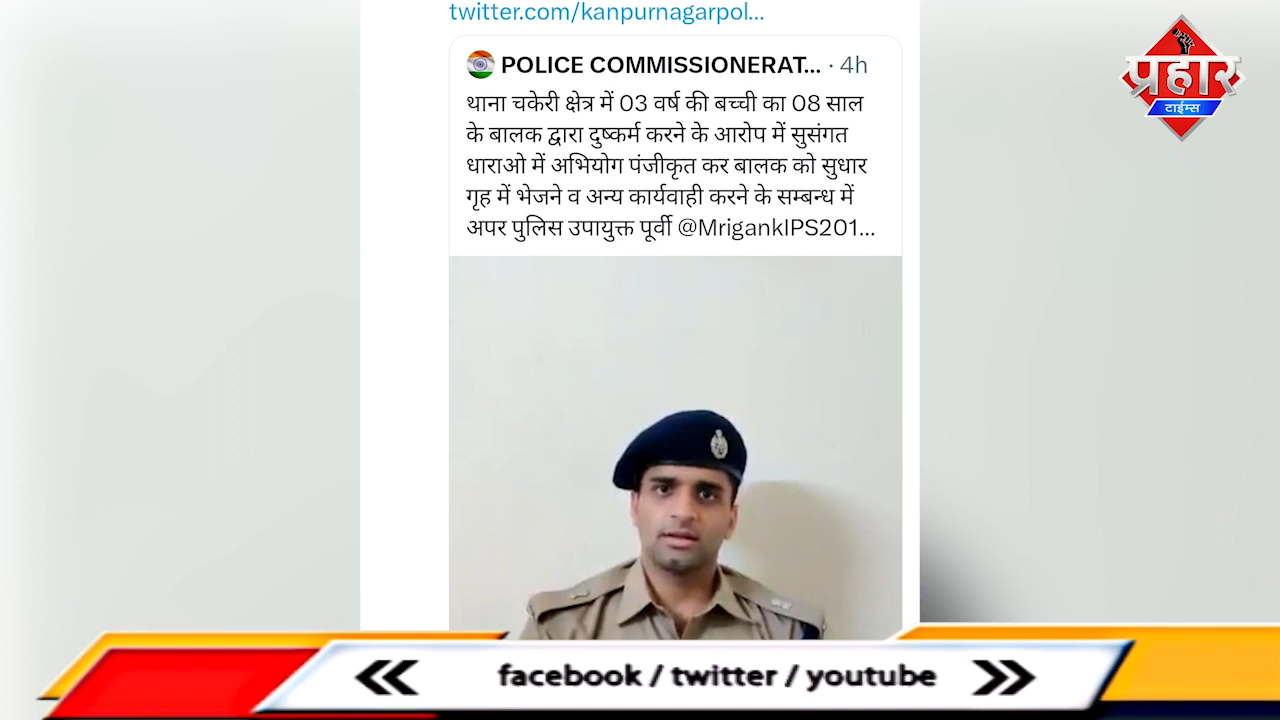 twitter.com/kanpurnagarpol...
POLICE COMMISSIONERAT... · 4h
थाना चकेरी क्षेत्र में 03 वर्ष की बच्ची का 08 साल
के बालक द्वारा दुष्कर्म करने के आरोप में सुसंगत
धाराओ में अभियोग पंजीकृत कर बालक को सुधार
गृह में भेजने व अन्य कार्यवाही करने के सम्बन्ध में
अपर पुलिस उपायुक्त पूर्वी @MrigankIPS201...
प्रहार
टाईम्स
facebook / twitter / youtube